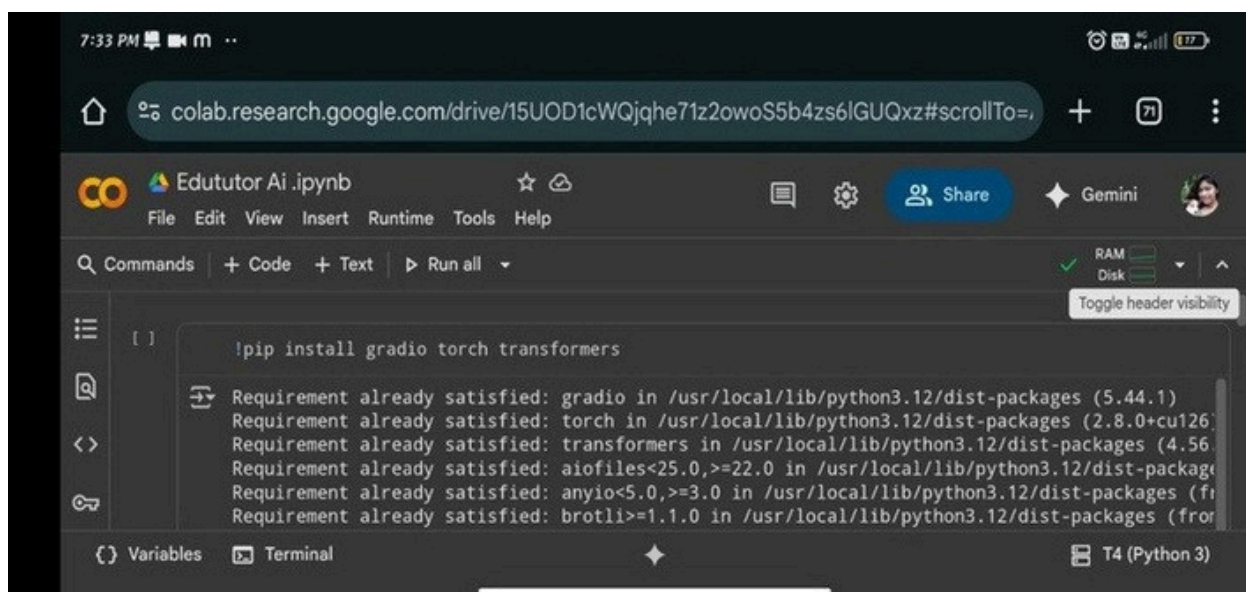 7:33 PM
4G 17
colab.research.google.com/drive/15UOD1cWQjqhe71z2owoS5b4zs6lGUQxz#scrollTo=
71
CO Edututor Ai .ipynb
File Edit View Insert Runtime Tools Help
Share Gemini
Commands + Code + Text Run all
RAM
Disk
Toggle header visibility
[ ] !pip install gradio torch transformers
Requirement already satisfied: gradio in /usr/local/lib/python3.12/dist-packages (5.44.1)
Requirement already satisfied: torch in /usr/local/lib/python3.12/dist-packages (2.8.0+cu126
Requirement already satisfied: transformers in /usr/local/lib/python3.12/dist-packages (4.56
Requirement already satisfied: aiofiles<25.0,>=22.0 in /usr/local/lib/python3.12/dist-package
Requirement already satisfied: anyio<5.0,>=3.0 in /usr/local/lib/python3.12/dist-packages (fr
Requirement already satisfied: brotli>=1.1.0 in /usr/local/lib/python3.12/dist-packages (from
{} Variables Terminal T4 (Python 3)